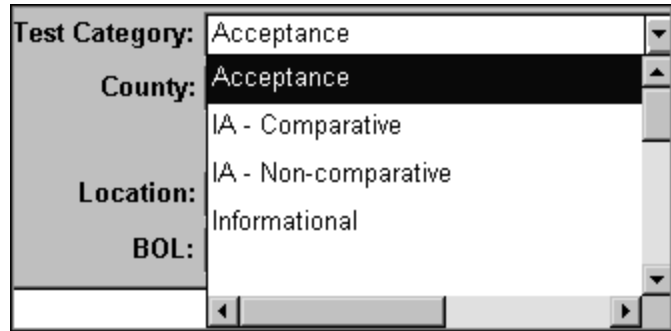 Test Category: Acceptance
County: Acceptance
IA - Comparative
IA - Non-comparative
Location:
Informational
BOL: